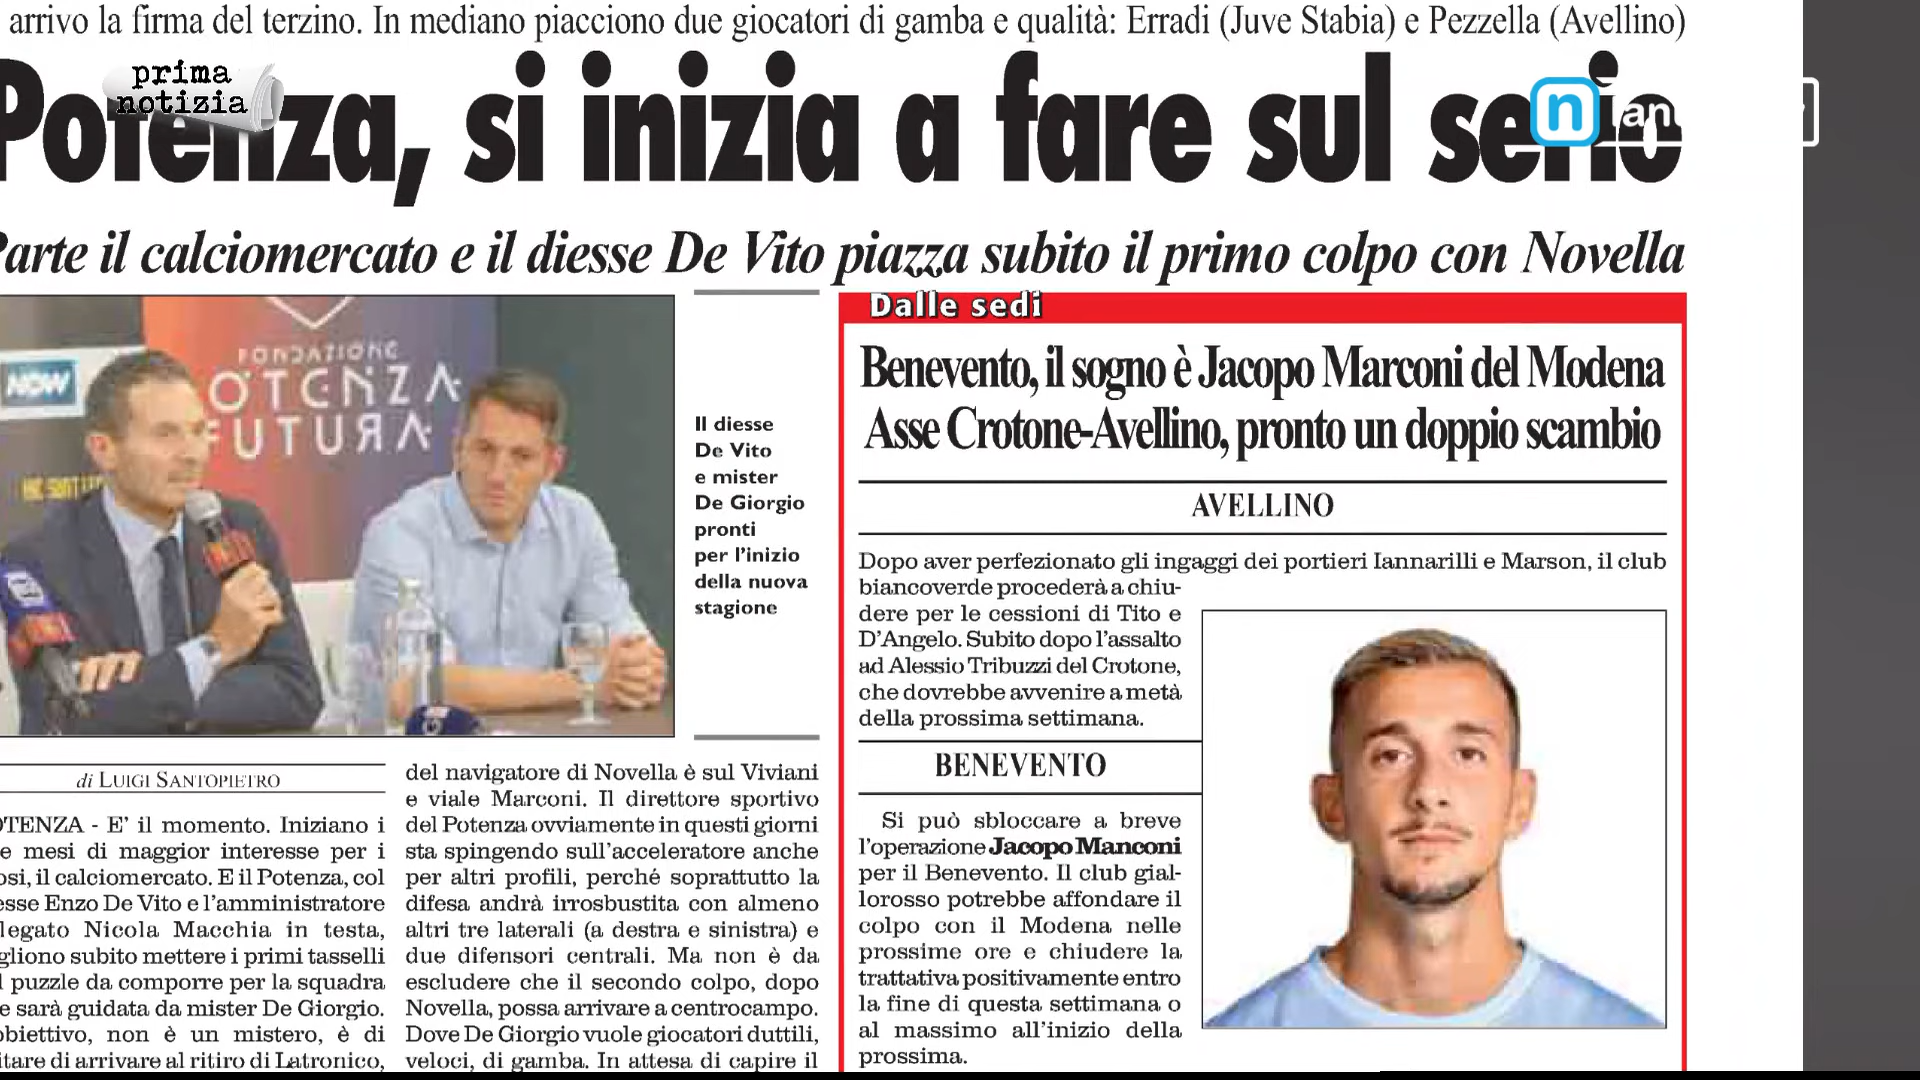 arrivo la firma del terzino. In mediano piacciono due giocatori di gamba e qualità: Erradi (Juve Stabia) e Pezzella (Avellino)
prima
notizia
Potenza, si inizia a fare sul serio
n
Parte il calciomercato e il diesse De Vito piazza subito il primo colpo con Novella
NOW
FONDAZIONE
POTENZA
FUTURA
Il diesse
De Vito
e mister
De Giorgio
pronti
per l'inizio
della nuova
stagione
di LUIGI SANTOPIETRO
OTENZA - E' il momento. Iniziano i
e mesi di maggior interesse per i
osi, il calciomercato. E il Potenza, col
esse Enzo De Vito e l'amministratore
legato Nicola Macchia in testa,
gliono subito mettere i primi tasselli
l puzzle da comporre per la squadra
e sarà guidata da mister De Giorgio.
obiettivo, non è un mistero, è di
itare di arrivare al ritiro di Latronico,
del navigatore di Novella è sul Viviani
e viale Marconi. Il direttore sportivo
del Potenza ovviamente in questi giorni
sta spingendo sull'acceleratore anche
per altri profili, perché soprattutto la
difesa andrà irrosbustita con almeno
altri tre laterali (a destra e sinistra) e
due difensori centrali. Ma non è da
escludere che il secondo colpo, dopo
Novella, possa arrivare a centrocampo.
Dove De Giorgio vuole giocatori duttili,
veloci, di gamba. In attesa di capire il
Dalle sedi
Benevento, il sogno è Jacopo Marconi del Modena
Asse Crotone-Avellino, pronto un doppio scambio
AVELLINO
Dopo aver perfezionato gli ingaggi dei portieri Iannarilli e Marson, il club
biancoverde procederà a chiu-
dere per le cessioni di Tito e
D'Angelo. Subito dopo l'assalto
ad Alessio Tribuzzi del Crotone,
che dovrebbe avvenire a metà
della prossima settimana.
BENEVENTO
Si può sbloccare a breve
l'operazione Jacopo Manconi
per il Benevento. Il club gial-
lorosso potrebbe affondare il
colpo con il Modena nelle
prossime ore e chiudere la
trattativa positivamente entro
la fine di questa settimana o
al massimo all'inizio della
prossima.